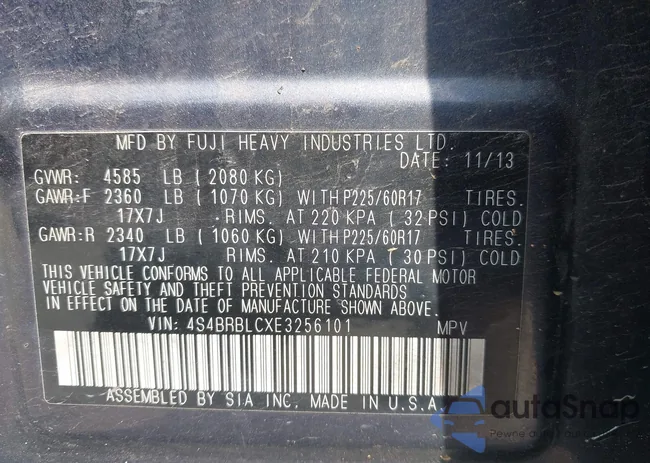 MFD BY FUJI HEAVY INDUSTRIES LTD.
DATE: 11/13
GVWR: 4585 LB ( 2080 KG)
GAWR:F 2360 LB ( 1070 KG) WITH P225/60R17 TIRES.
17X7J RIMS. AT 220 KPA ( 32 PSI) COLD
GAWR:R 2340 LB ( 1060 KG) WITH P225/60R17 TIRES.
17X7J RIMS. AT 210 KPA ( 30 PSI) COLD
THIS VEHICLE CONFORMS TO ALL APPLICABLE FEDERAL MOTOR
VEHICLE SAFETY AND THEFT PREVENTION STANDARDS
IN EFFECT ON THE DATE OF MANUFACTURE SHOWN ABOVE.
VIN: 4S4BRBLCXE3256101 MPV
ASSEMBLED BY SIA INC. MADE IN U.S.A.
autoSnap
Pewne auto